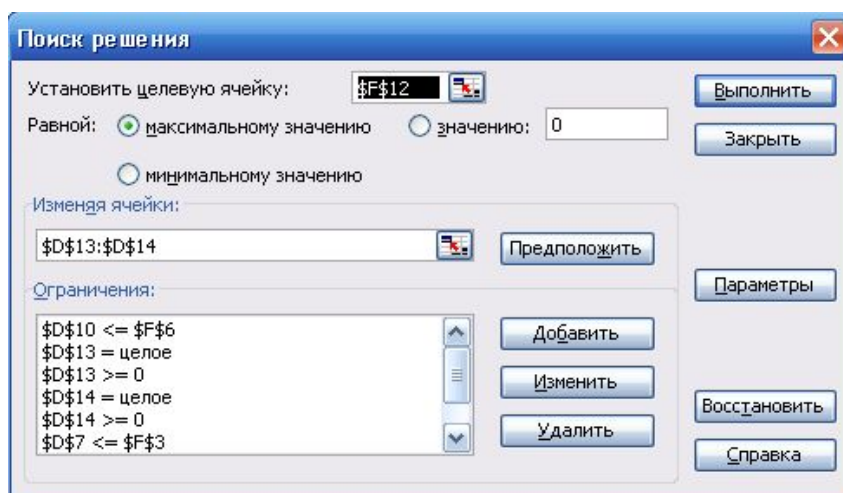 Поиск решения
Установить целевую ячейку: $F$12
Выполнить
Равной: максимальному значению значению: 0
Закрыть
минимальному значению
Изменяя ячейки:
$D$13:$D$14 Предположить
Параметры
Ограничения:
$D$10 <= $F$6
$D$13 = целое
$D$13 >= 0
$D$14 = целое
$D$14 >= 0
$D$7 <= $F$3
Добавить
Изменить
Удалить
Восстановить
Справка